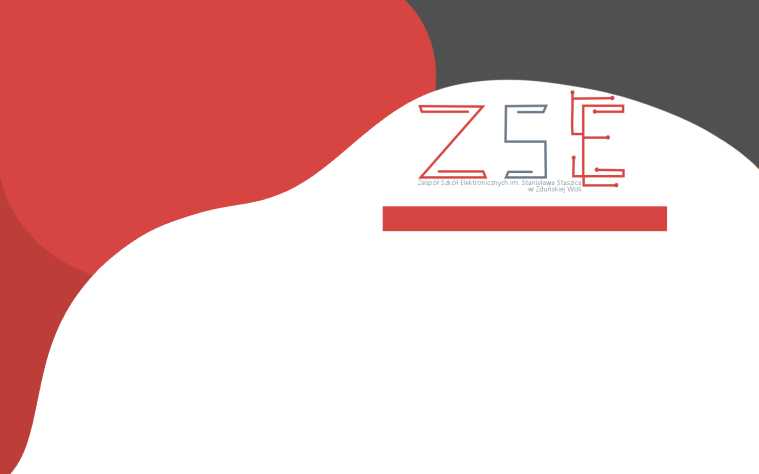 ZSE
Zespół Szkół Elektronicznych im. Stanisława Staszica
w Zduńskiej Woli